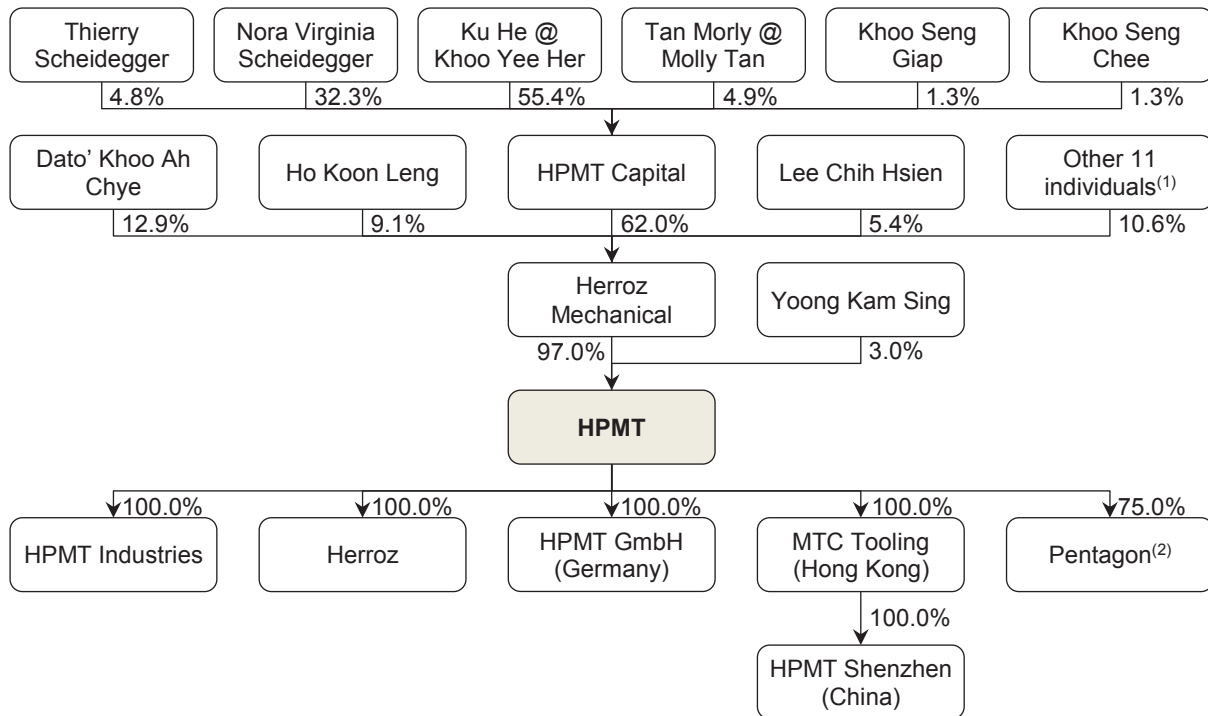 Thierry
Scheidegger
Nora Virginia
Scheidegger
Ku He @
Khoo Yee Her
Tan Morly @
Molly Tan
Khoo Seng
Giap
Khoo Seng
Chee
4.8%
32.3%
55.4%
4.9%
1.3%
1.3%
Dato' Khoo Ah
Chye
Ho Koon Leng
HPMT Capital
Lee Chih Hsien
Other 11
individuals(1)
12.9%
9.1%
62.0%
5.4%
10.6%
Herroz
Mechanical
Yoong Kam Sing
97.0%
3.0%
HPMT
100.0%
100.0%
100.0%
100.0%
75.0%
HPMT Industries
Herroz
HPMT GmbH
(Germany)
MTC Tooling
(Hong Kong)
Pentagon(2)
100.0%
HPMT Shenzhen
(China)